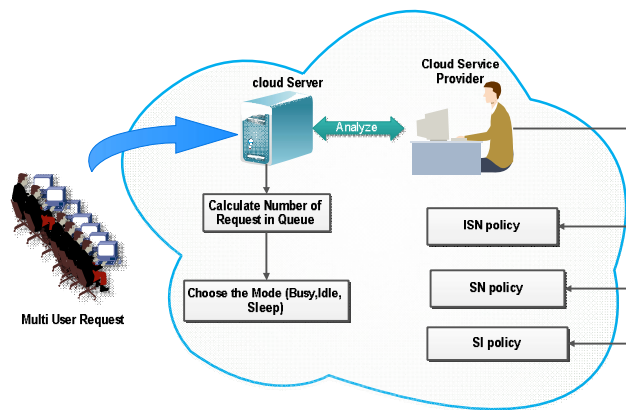 Cloud Service
Provider
cloud Server
Analyze
Calculate Number of
Request in Queue
ISN policy
Choose the Mode (Busy,Idle,
Sleep)
SN policy
Multi User Request
SI policy